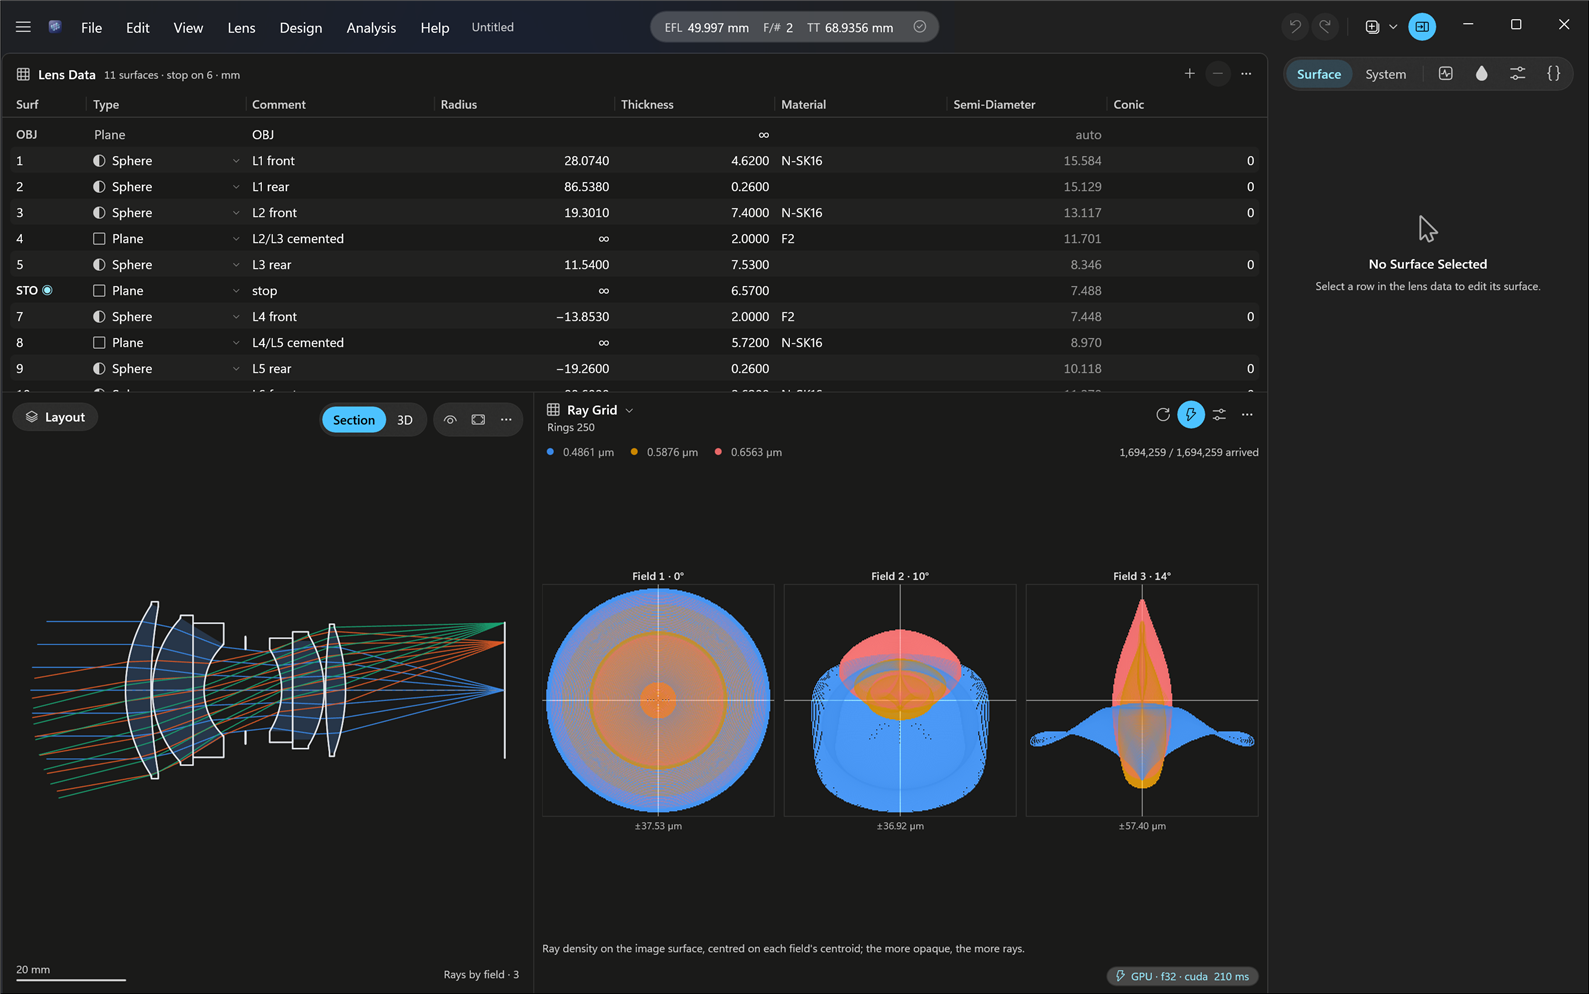 File Edit View Lens Design Analysis Help Untitled EFL 49.997 mm F/# 2 TT 68.9356 mm
Lens Data 11 surfaces · stop on 6 · mm
Surf Type Comment Radius Thickness Material Semi-Diameter Conic
OBJ Plane OBJ ∞ auto
1 Sphere L1 front 28.0740 4.6200 N-SK16 15.584 0
2 Sphere L1 rear 86.5380 0.2600 15.129 0
3 Sphere L2 front 19.3010 7.4000 N-SK16 13.117 0
4 Plane L2/L3 cemented ∞ 2.0000 F2 11.701
5 Sphere L3 rear 11.5400 7.5300 8.346 0
STO Plane stop ∞ 6.5700 7.488
7 Sphere L4 front −13.8530 2.0000 F2 7.448 0
8 Plane L4/L5 cemented ∞ 5.7200 N-SK16 8.970
9 Sphere L5 rear −19.2600 0.2600 10.118 0
Surface System {}
No Surface Selected
Select a row in the lens data to edit its surface.
Layout Section 3D
20 mm
Rays by field · 3
Ray Grid
Rings 250
0.4861 µm 0.5876 µm 0.6563 µm 1,694,259 / 1,694,259 arrived
Field 1 · 0° Field 2 · 10° Field 3 · 14°
±37.53 µm ±36.92 µm ±57.40 µm
Ray density on the image surface, centred on each field's centroid; the more opaque, the more rays.
GPU · f32 · cuda 210 ms